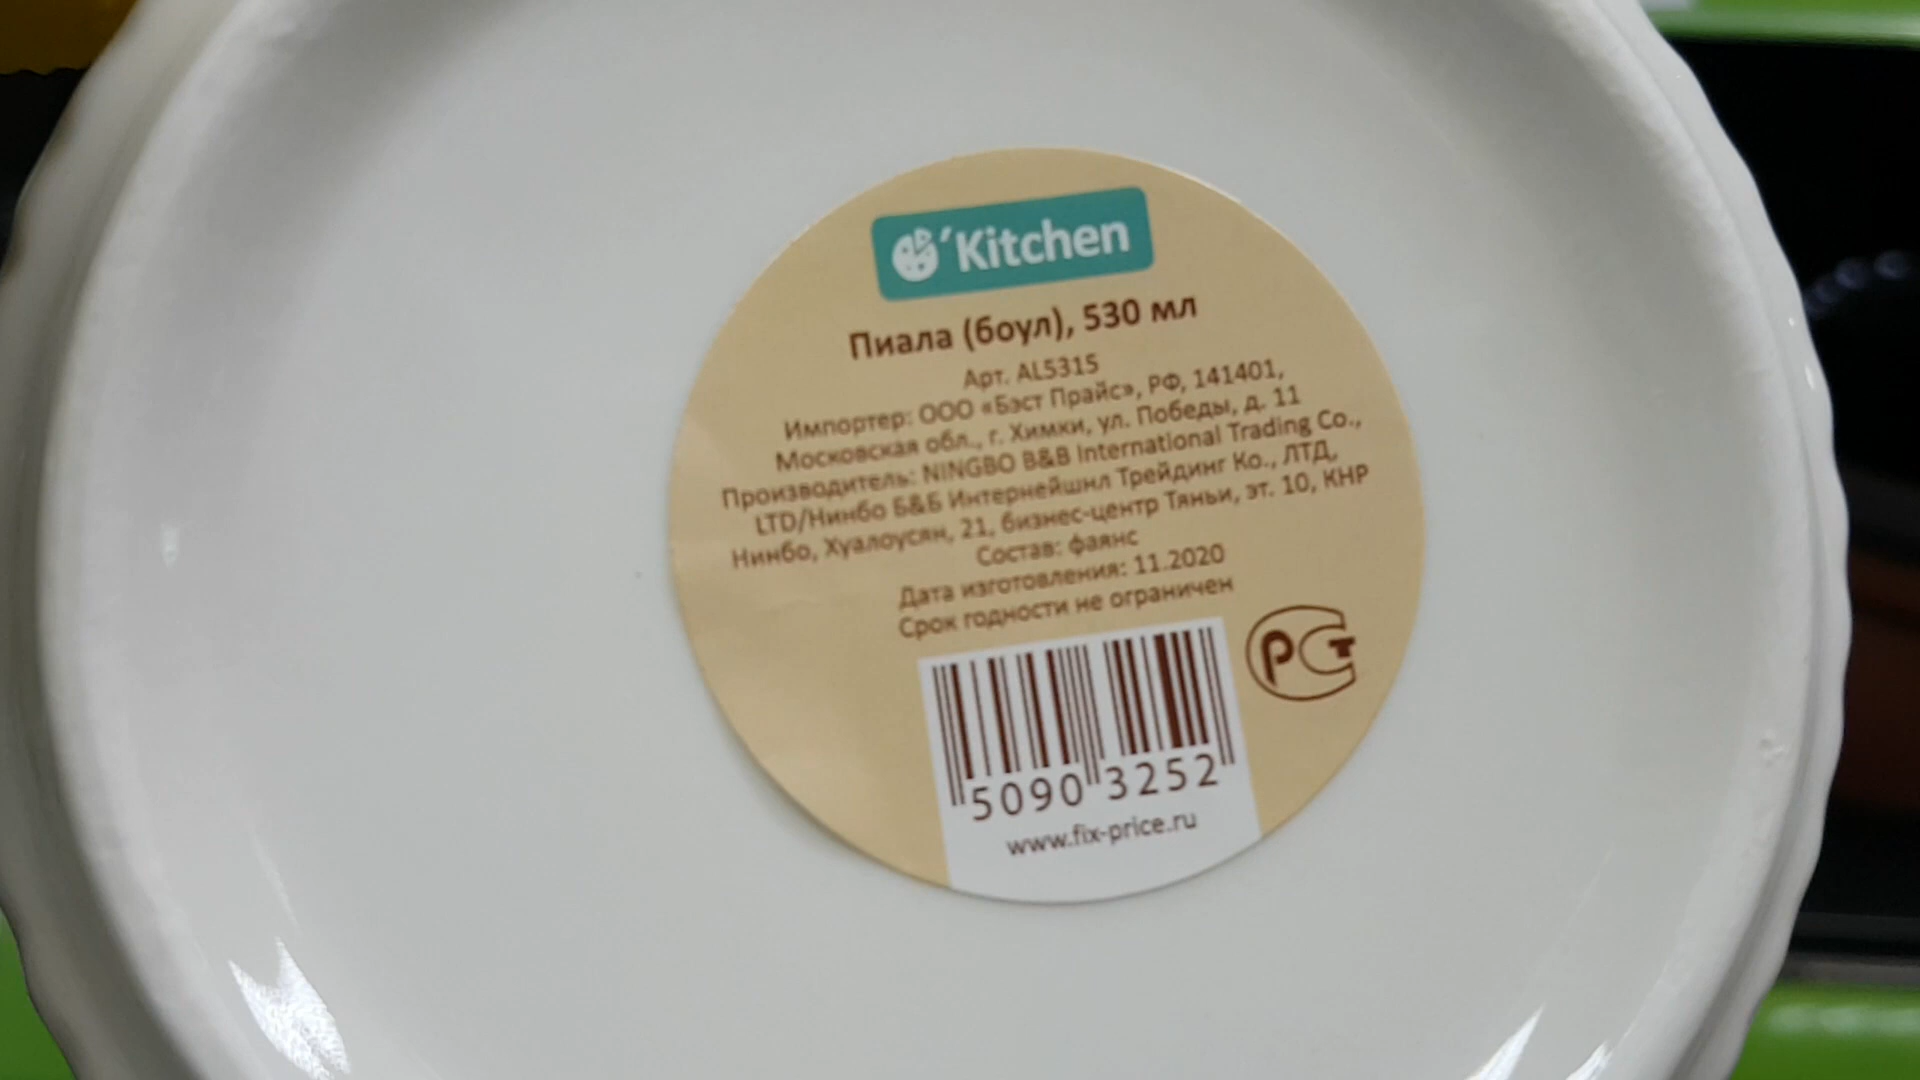 'Kitchen
Пиала (боул), 530 мл
Арт. AL5315
Импортер: ООО «Бэст Прайс», РФ, 141401,
Московская обл., г. Химки, ул. Победы, д. 11
Производитель: NINGBO B&B International Trading Co.,
LTD/Нинбо Б&Б Интернейшнл Трейдинг Ко., ЛТД,
Нинбо, Хуалоусян, 21, бизнес-центр Тяньи, эт. 10, КНР
Состав: фаянс
Дата изготовления: 11.2020
Срок годности не ограничен
РСТ
5090 3252
www.fix-price.ru